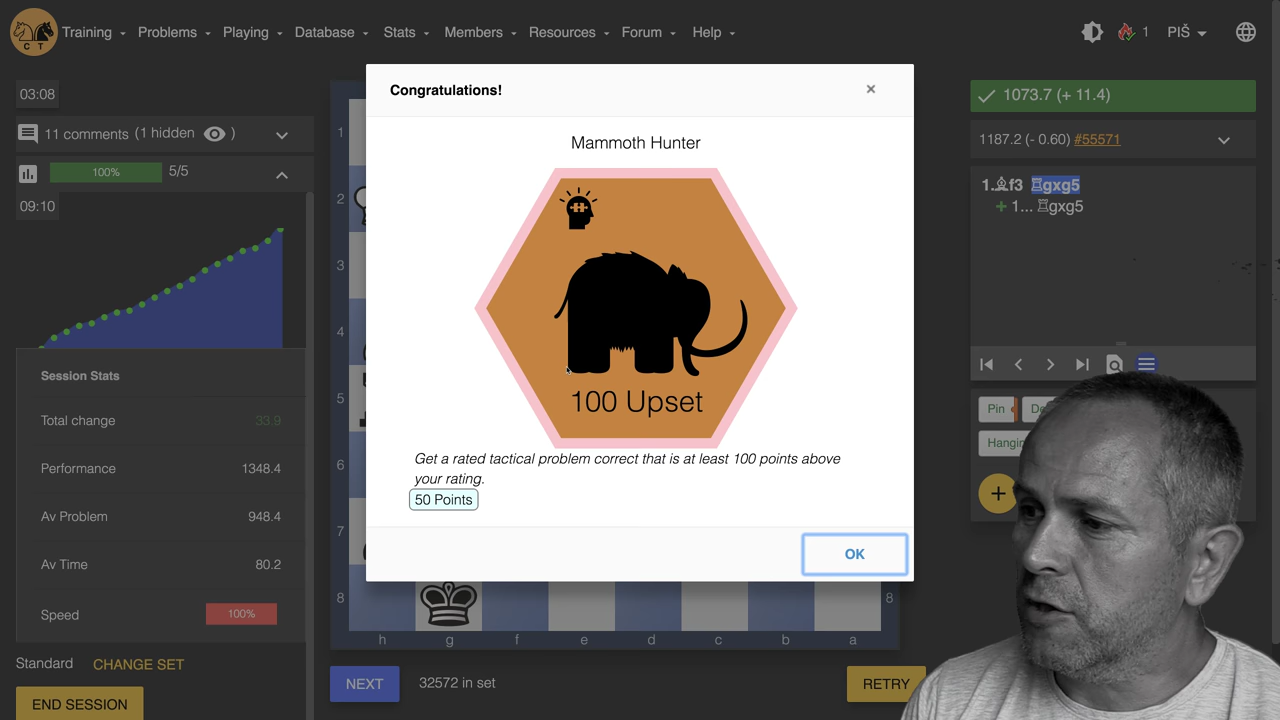 C T
Training
Problems
Playing
Database
Stats
Members
Resources
Forum
Help
1
PIŠ
03:08
11 comments (1 hidden )
100%
5/5
09:10
Session Stats
Total change 33.9
Performance 1348.4
Av Problem 948.4
Av Time 80.2
Speed 100%
Standard CHANGE SET
END SESSION
1
2
3
4
5
6
7
8
8
h g f e d c b a
NEXT
32572 in set
RETRY
Congratulations!
×
Mammoth Hunter
100 Upset
Get a rated tactical problem correct that is at least 100 points above
your rating.
50 Points
OK
1073.7 (+ 11.4)
1187.2 (- 0.60) #55571
1.♗f3 ♖gxg5
+ 1... ♖gxg5
Pin
+